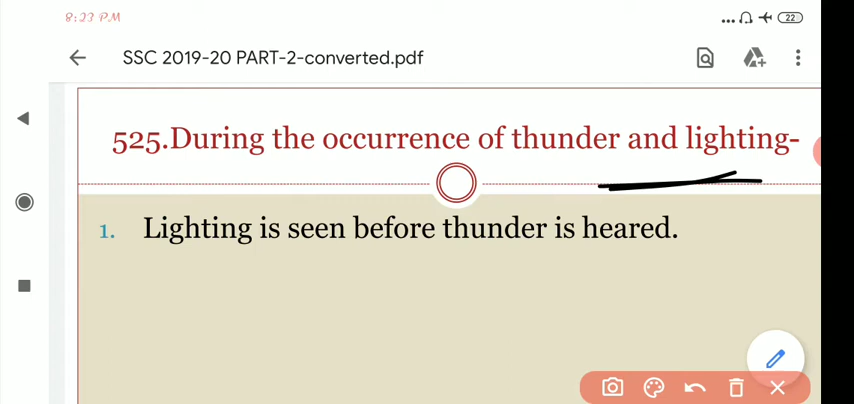 8:23 PM
22
SSC 2019-20 PART-2-converted.pdf
525.During the occurrence of thunder and lighting-
1. Lighting is seen before thunder is heared.